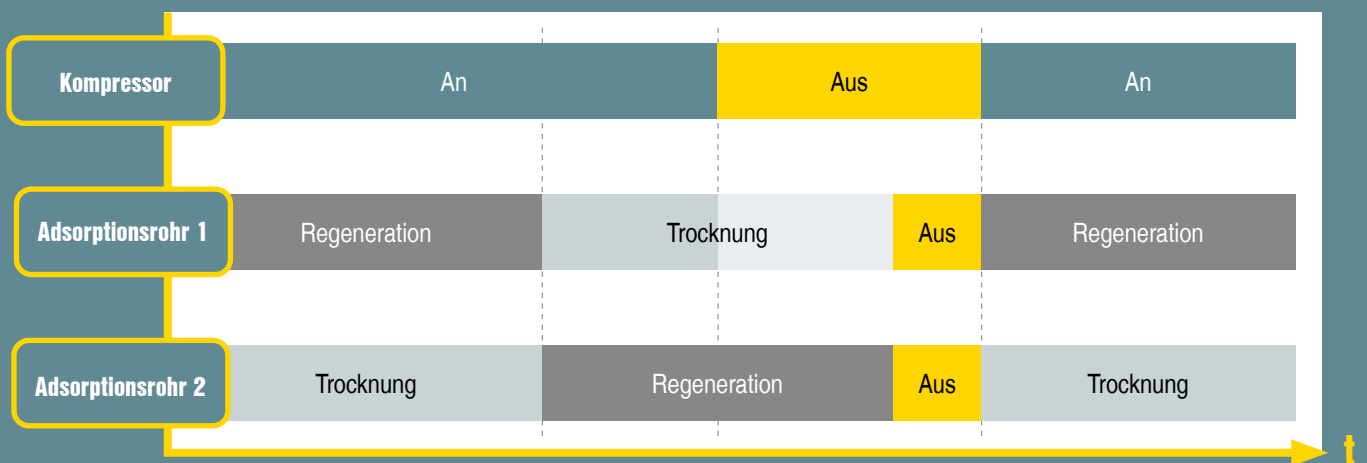 Kompressor
An
Aus
An
Adsorptionsrohr 1
Regeneration
Trocknung
Aus
Regeneration
Adsorptionsrohr 2
Trocknung
Regeneration
Aus
Trocknung
t